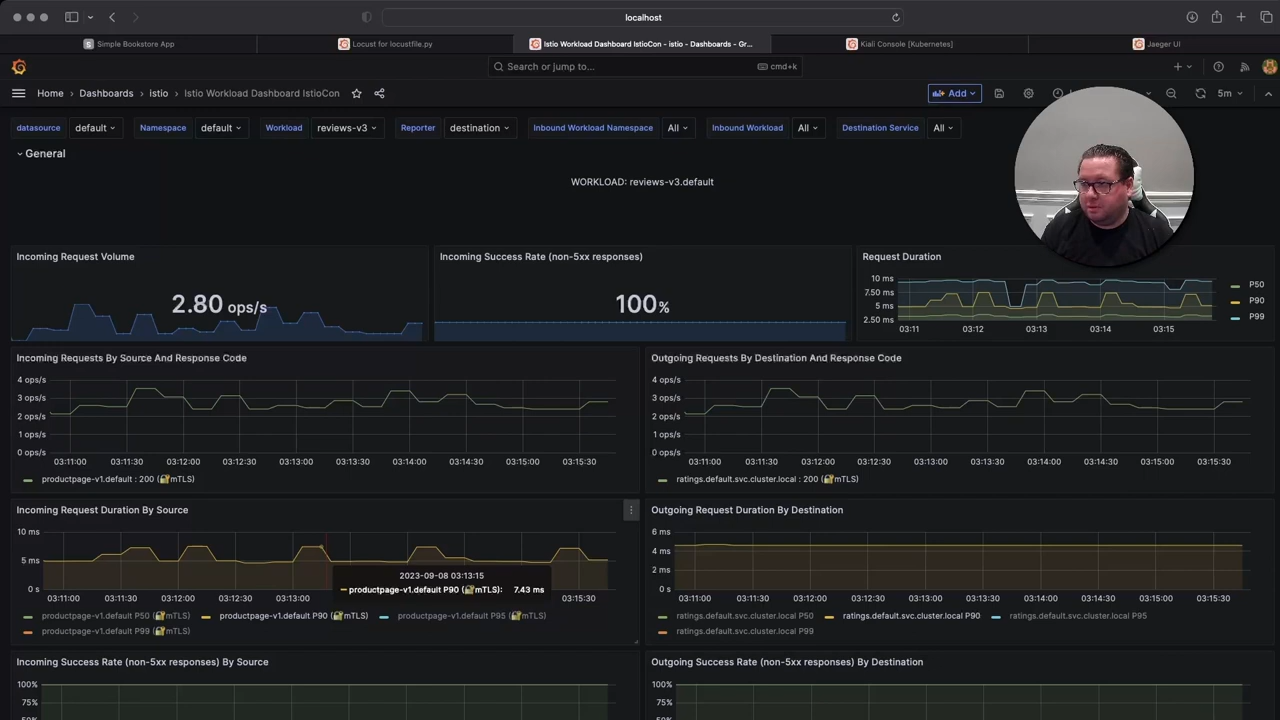 localhost
Simple Bookstore App
Locust for locustfile.py
Istio Workload Dashboard IstioCon - istio - Dashboards - Gr...
Kiali Console [Kubernetes]
Jaeger UI
Search or jump to...
cmd+k
Home
Dashboards
istio
Istio Workload Dashboard IstioCon
Add
5m
datasource default Namespace default Workload reviews-v3 Reporter destination Inbound Workload Namespace All Inbound Workload All Destination Service All
General
WORKLOAD: reviews-v3.default
Incoming Request Volume
2.80 ops/s
Incoming Success Rate (non-5xx responses)
100%
Request Duration
10 ms
7.50 ms
5 ms
2.50 ms
03:11 03:12 03:13 03:14 03:15
P50
P90
P99
Incoming Requests By Source And Response Code
4 ops/s
3 ops/s
2 ops/s
1 ops/s
0 ops/s
03:11:00 03:11:30 03:12:00 03:12:30 03:13:00 03:13:30 03:14:00 03:14:30 03:15:00 03:15:30
productpage-v1.default : 200 (🔐mTLS)
Outgoing Requests By Destination And Response Code
4 ops/s
3 ops/s
2 ops/s
1 ops/s
0 ops/s
03:11:00 03:11:30 03:12:00 03:12:30 03:13:00 03:13:30 03:14:00 03:14:30 03:15:00 03:15:30
ratings.default.svc.cluster.local : 200 (🔐mTLS)
Incoming Request Duration By Source
10 ms
5 ms
0 s
03:11:00 03:11:30 03:12:00 03:12:30 03:13:00 03:15:30
2023-09-08 03:13:15
productpage-v1.default P90 (🔐mTLS): 7.43 ms
productpage-v1.default P50 (🔐mTLS) productpage-v1.default P90 (🔐mTLS) productpage-v1.default P95 (🔐mTLS)
productpage-v1.default P99 (🔐mTLS)
Outgoing Request Duration By Destination
6 ms
4 ms
2 ms
0 s
03:11:00 03:11:30 03:12:00 03:12:30 03:13:00 03:13:30 03:14:00 03:14:30 03:15:00 03:15:30
ratings.default.svc.cluster.local P50 ratings.default.svc.cluster.local P90 ratings.default.svc.cluster.local P95
ratings.default.svc.cluster.local P99
Incoming Success Rate (non-5xx responses) By Source
100%
75%
Outgoing Success Rate (non-5xx responses) By Destination
100%
75%